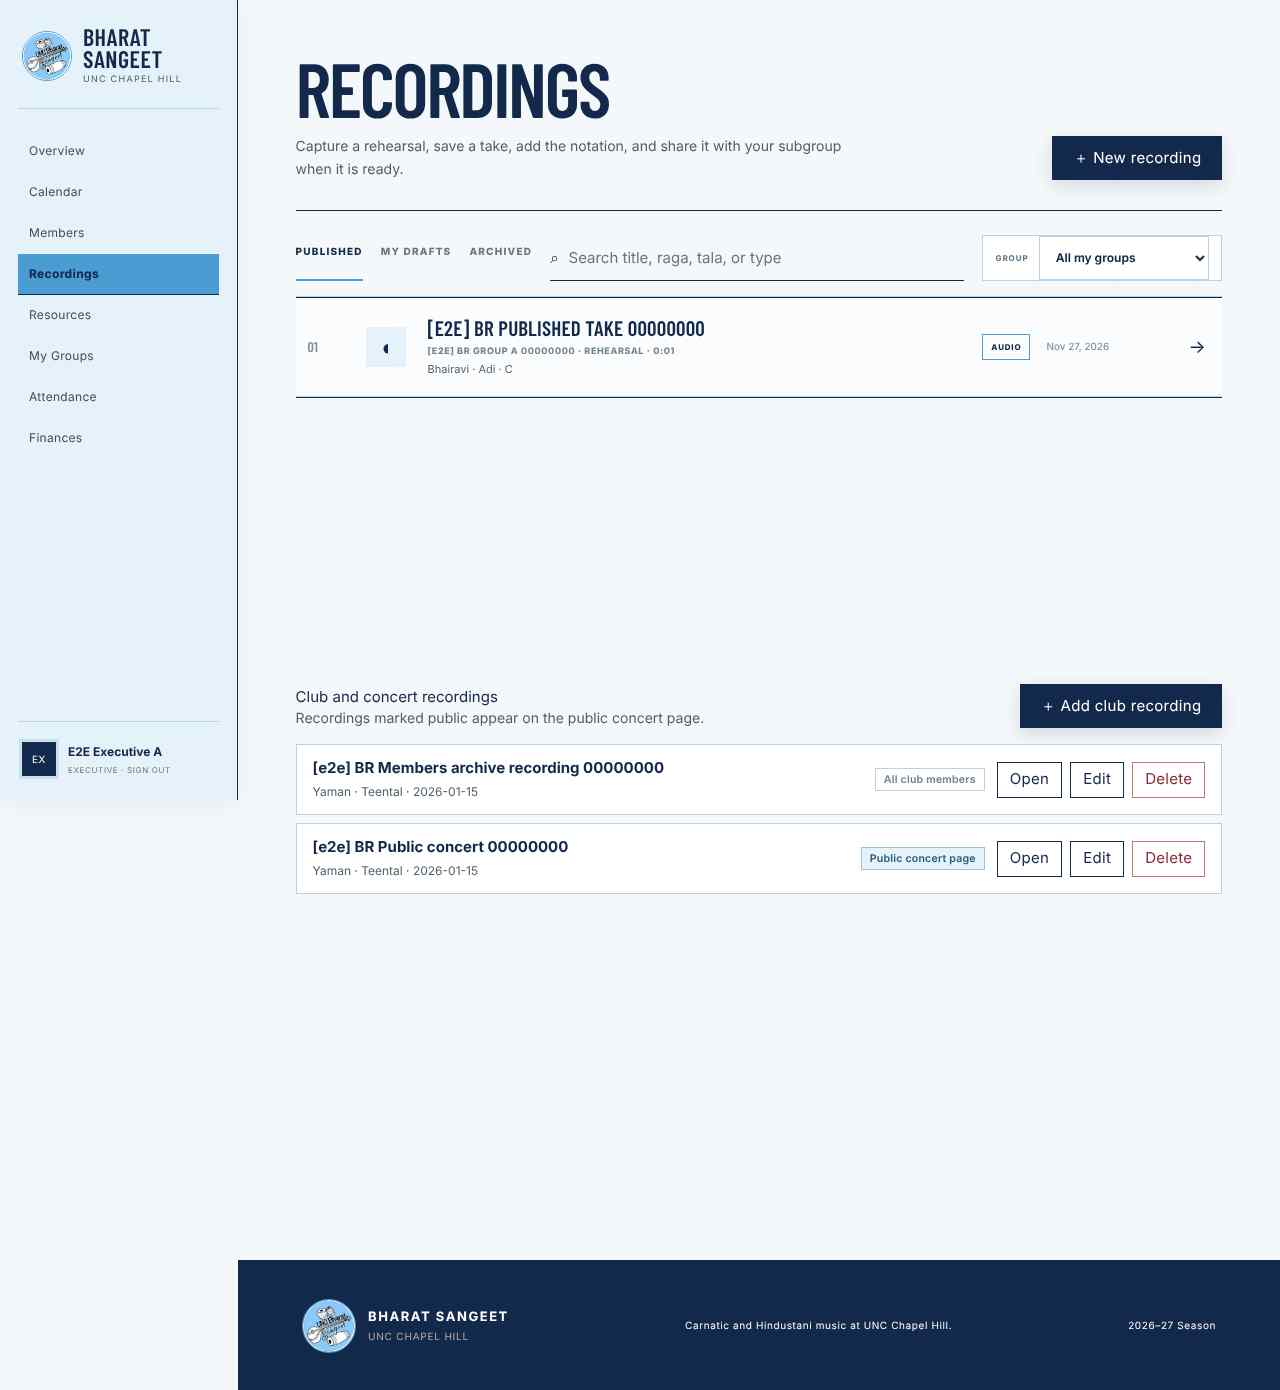 BHARAT
SANGEET
UNC CHAPEL HILL
Overview
Calendar
Members
Recordings
Resources
My Groups
Attendance
Finances
EX
E2E Executive A
EXECUTIVE · SIGN OUT
RECORDINGS
Capture a rehearsal, save a take, add the notation, and share it with your subgroup
when it is ready.
+ New recording
PUBLISHED MY DRAFTS ARCHIVED
Search title, raga, tala, or type
GROUP All my groups
01
[E2E] BR PUBLISHED TAKE 00000000
[E2E] BR GROUP A 00000000 · REHEARSAL · 0:01
Bhairavi · Adi · C
AUDIO
Nov 27, 2026
→
Club and concert recordings
Recordings marked public appear on the public concert page.
+ Add club recording
[e2e] BR Members archive recording 00000000
Yaman · Teental · 2026-01-15
All club members
Open Edit Delete
[e2e] BR Public concert 00000000
Yaman · Teental · 2026-01-15
Public concert page
Open Edit Delete
BHARAT SANGEET
UNC CHAPEL HILL
Carnatic and Hindustani music at UNC Chapel Hill.
2026–27 Season